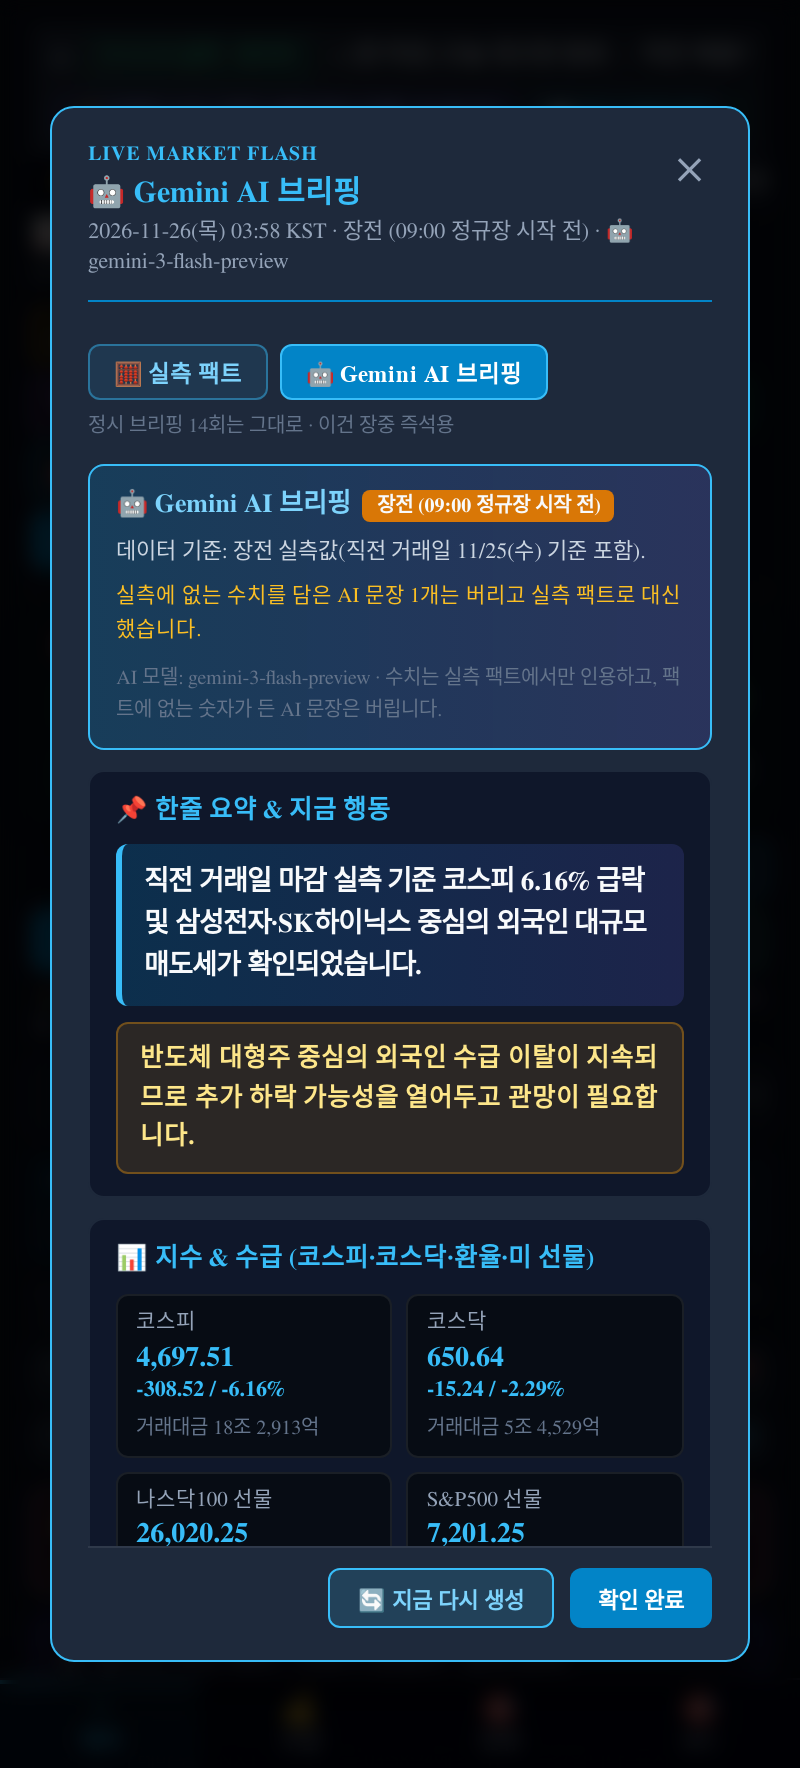 LIVE MARKET FLASH
🤖 Gemini AI 브리핑
2026-11-26(목) 03:58 KST · 장전 (09:00 정규장 시작 전) · 🤖
gemini-3-flash-preview
🧮 실측 팩트
🤖 Gemini AI 브리핑
정시 브리핑 14회는 그대로 · 이건 장중 즉석용
🤖 Gemini AI 브리핑 장전 (09:00 정규장 시작 전)
데이터 기준: 장전 실측값(직전 거래일 11/25(수) 기준 포함).
실측에 없는 수치를 담은 AI 문장 1개는 버리고 실측 팩트로 대신
했습니다.
AI 모델: gemini-3-flash-preview · 수치는 실측 팩트에서만 인용하고, 팩
트에 없는 숫자가 든 AI 문장은 버립니다.
📌 한줄 요약 & 지금 행동
직전 거래일 마감 실측 기준 코스피 6.16% 급락
및 삼성전자·SK하이닉스 중심의 외국인 대규모
매도세가 확인되었습니다.
반도체 대형주 중심의 외국인 수급 이탈이 지속되
므로 추가 하락 가능성을 열어두고 관망이 필요합
니다.
📊 지수 & 수급 (코스피·코스닥·환율·미 선물)
코스피
4,697.51
-308.52 / -6.16%
거래대금 18조 2,913억
코스닥
650.64
-15.24 / -2.29%
거래대금 5조 4,529억
나스닥100 선물
26,020.25
S&P500 선물
7,201.25
🔄 지금 다시 생성
확인 완료